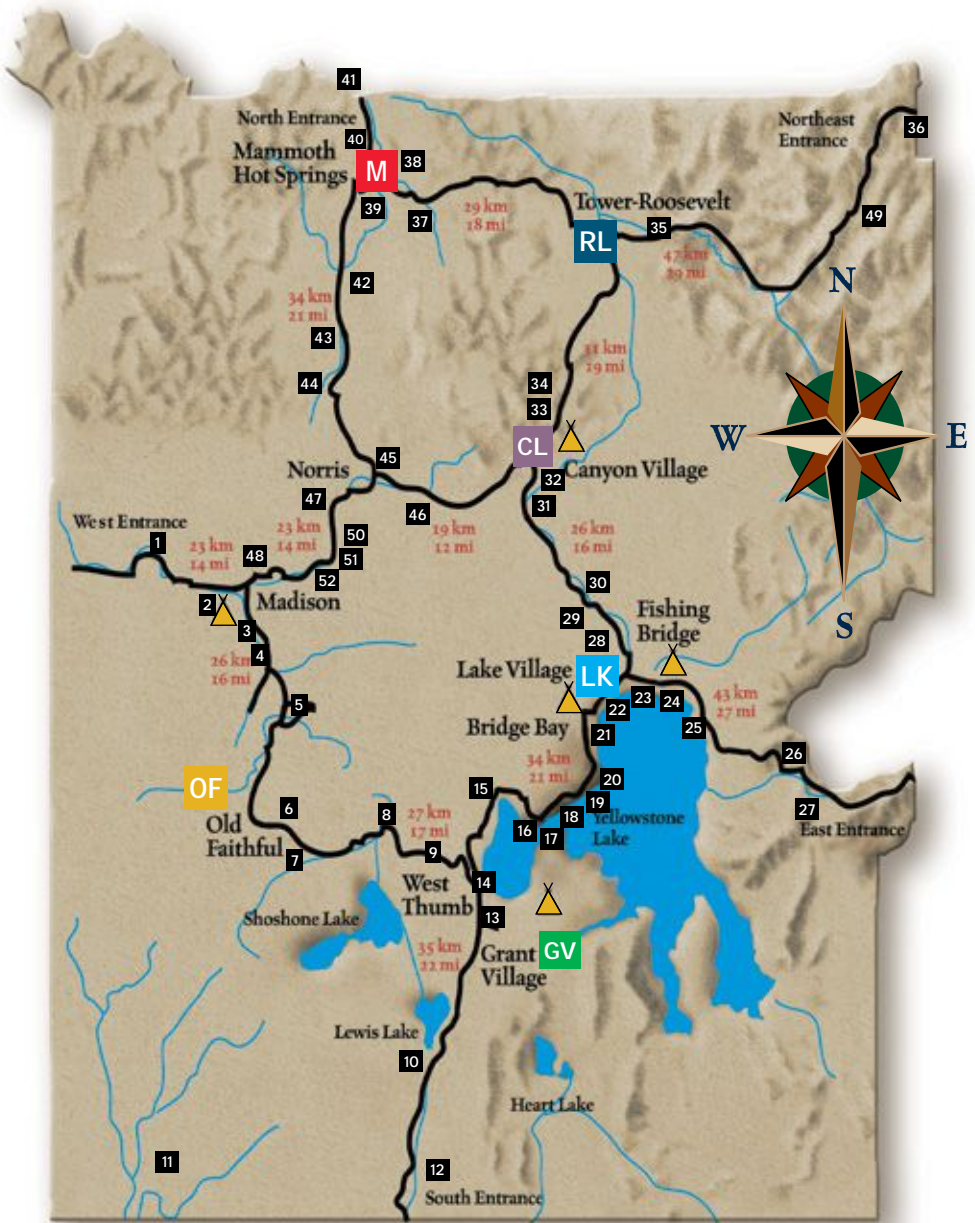 41
North Entrance
40
Mammoth
Hot Springs
M
38
39
37
29 km
18 mi
Northeast
Entrance
36
Tower-Roosevelt
RL
35
47 km
29 mi
49
N
42
34 km
21 mi
43
44
31 km
19 mi
34
33
CL
Canyon Village
W
E
S
45
Norris
47
46
19 km
12 mi
32
31
26 km
16 mi
West Entrance
1
23 km
14 mi
48
23 km
14 mi
50
51
52
2
Madison
3
4
26 km
16 mi
5
30
29
28
Fishing
Bridge
Lake Village
LK
23
24
22
25
43 km
27 mi
Bridge Bay
21
26
27
East Entrance
34 km
21 mi
20
19
18
17
16
15
Yellowstone
Lake
OF
6
Old
Faithful
7
8
27 km
17 mi
9
West
Thumb
14
13
Shoshone Lake
35 km
22 mi
Grant
Village
GV
Lewis Lake
10
Heart Lake
11
12
South Entrance